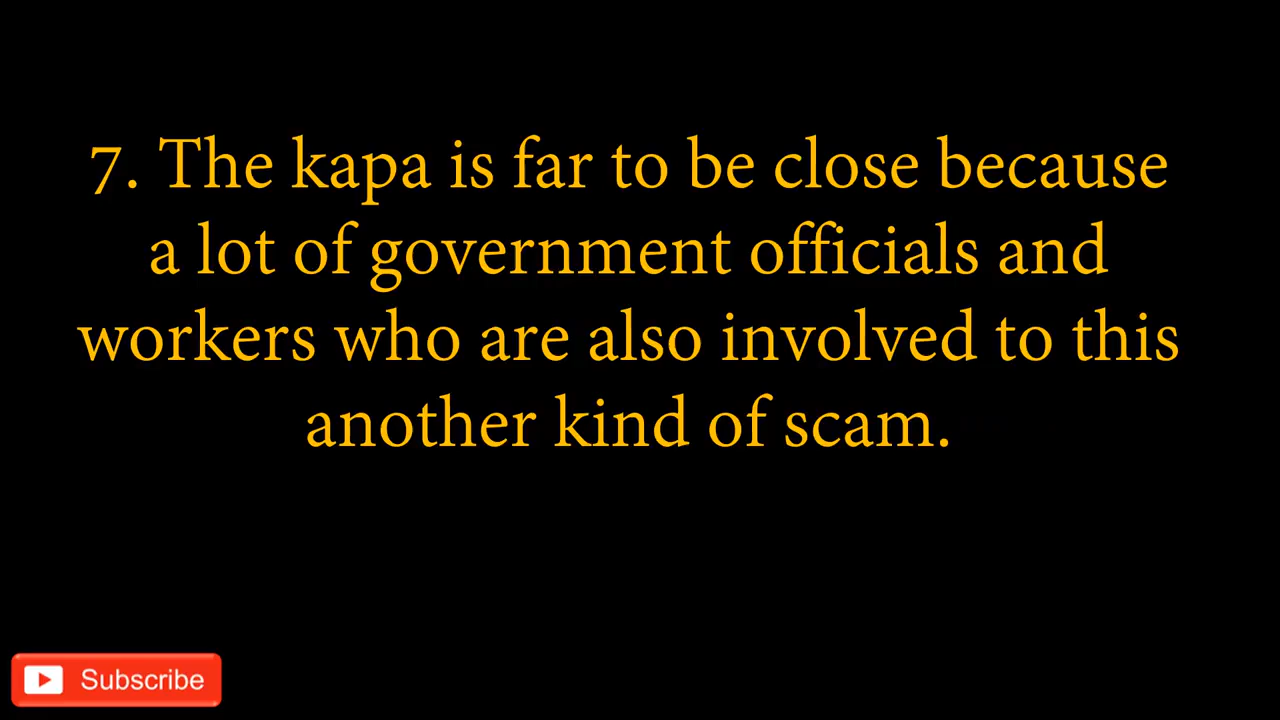 7. The kapa is far to be close because
a lot of government officials and
workers who are also involved to this
another kind of scam.
Subscribe